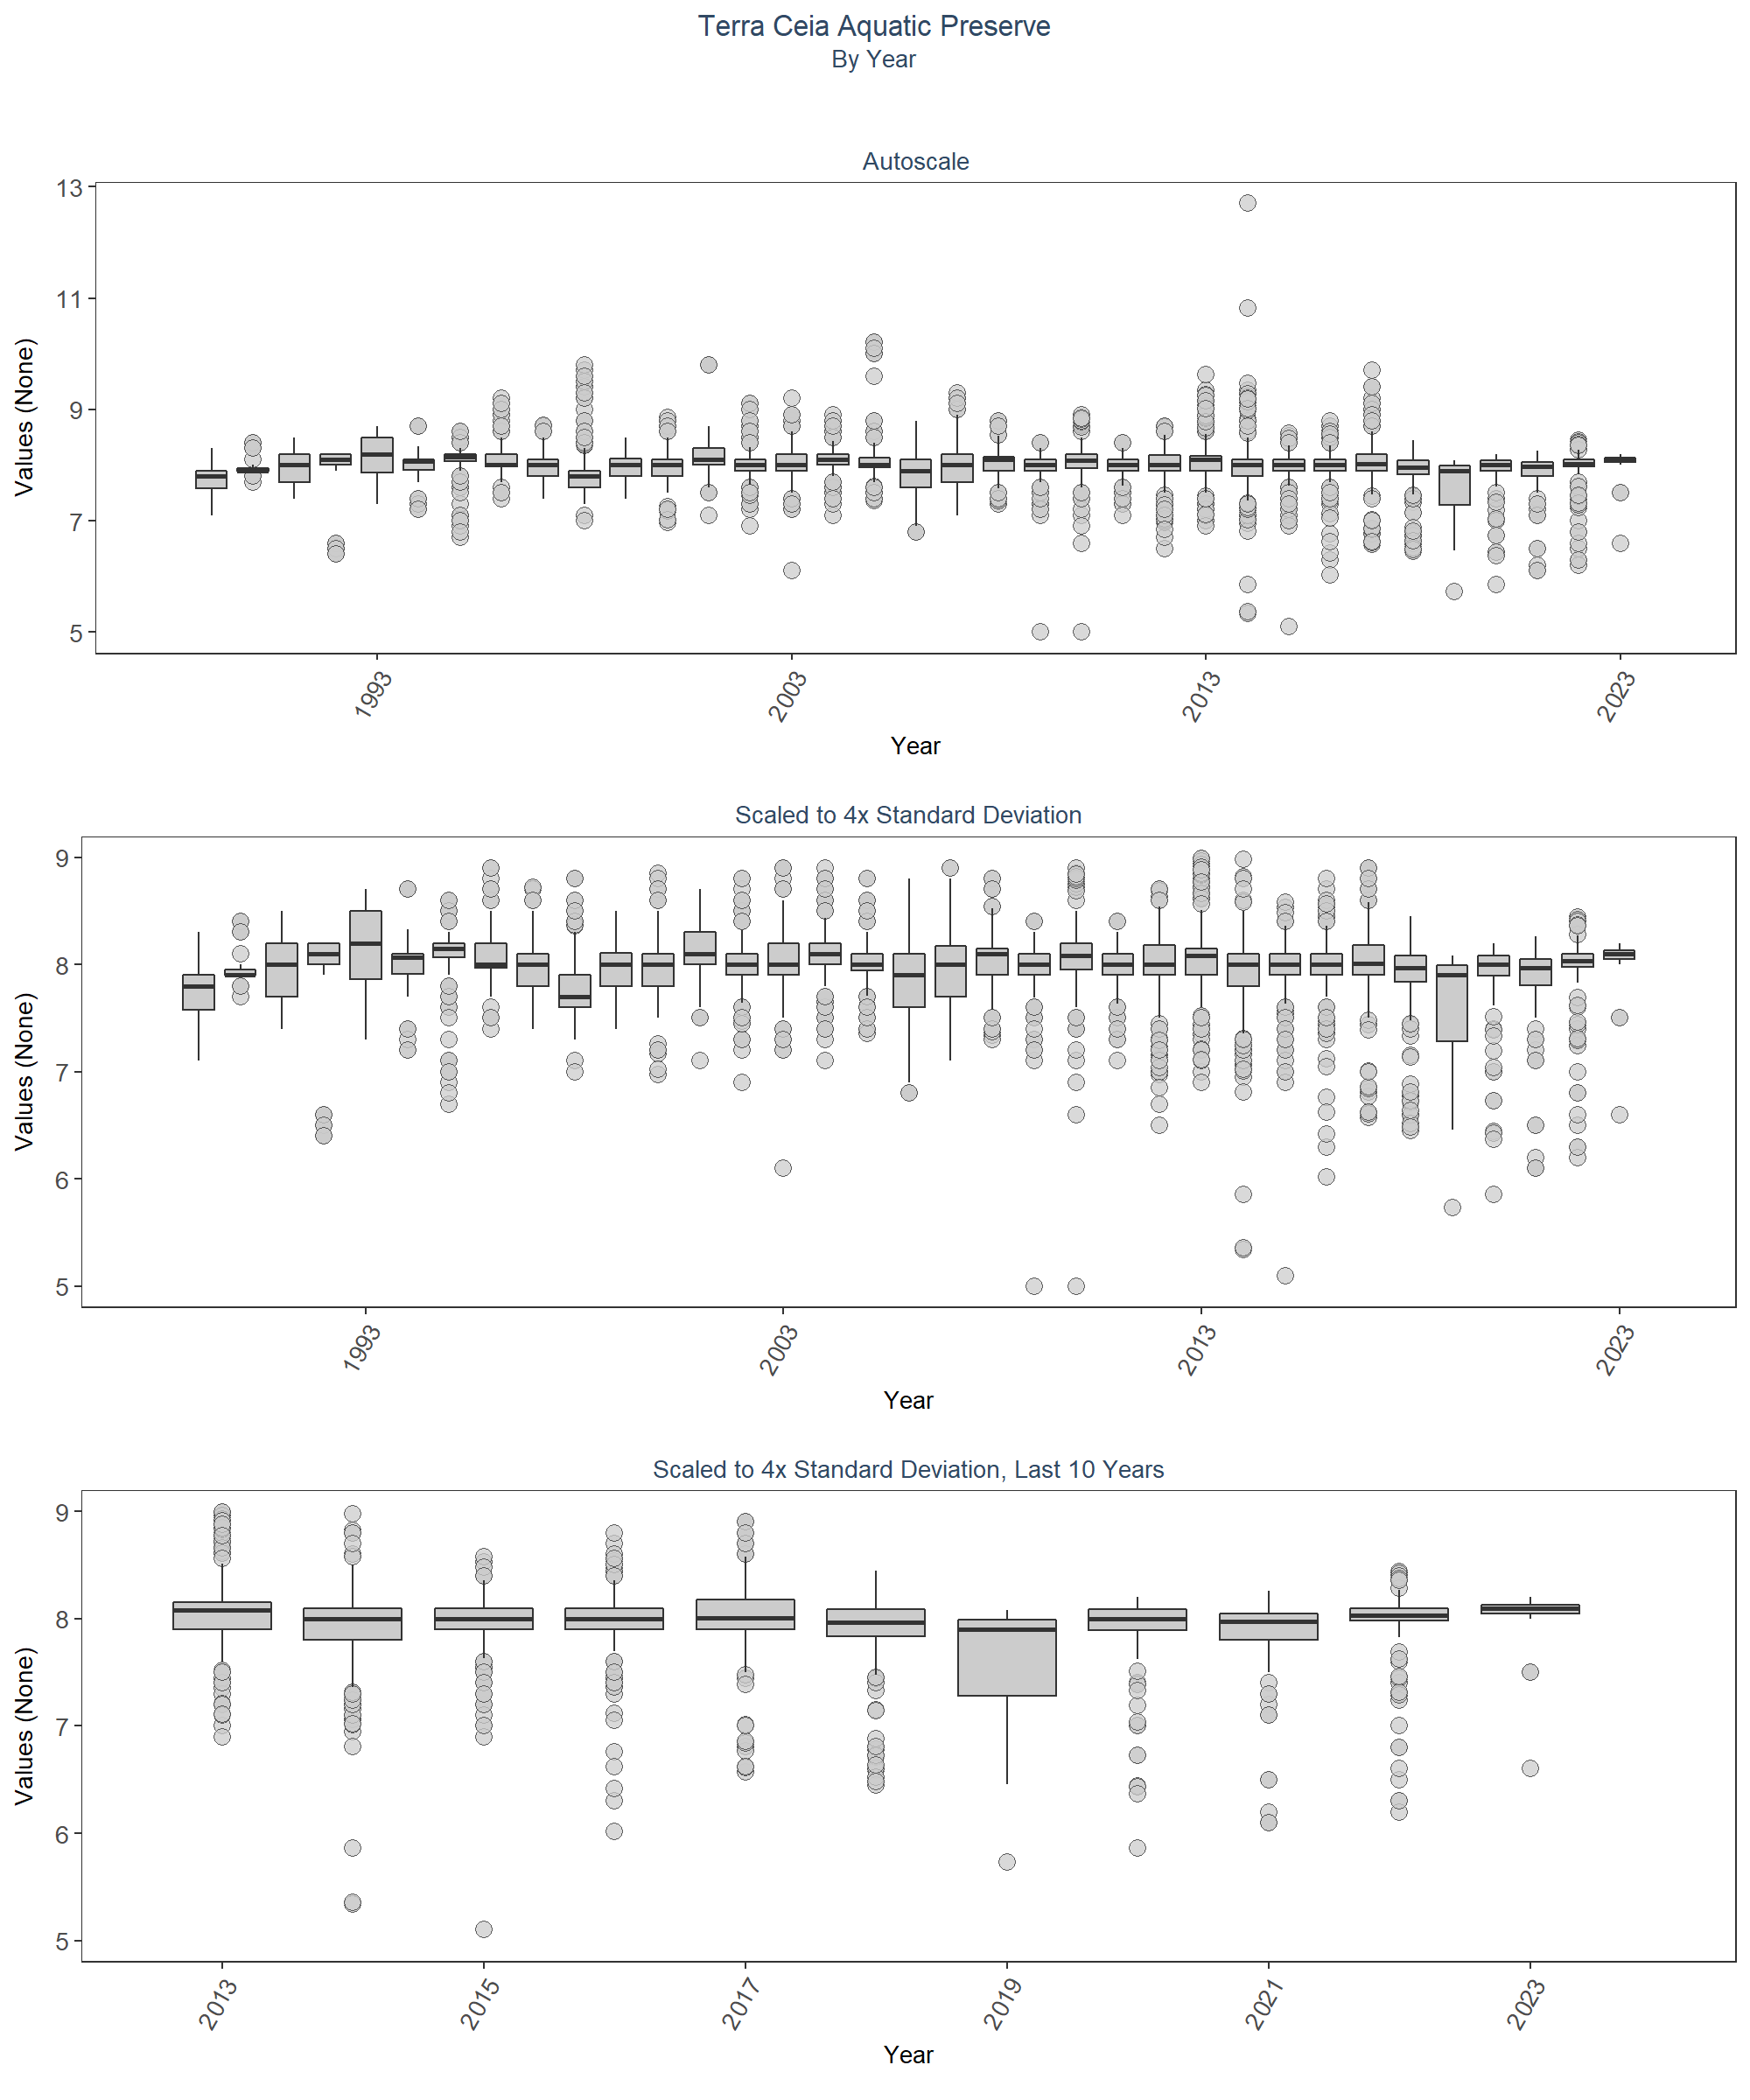 Terra Ceia Aquatic Preserve
By Year
Autoscale
13
11
9
7
5
Values (None)
1993
2003
2013
2023
Year
Scaled to 4x Standard Deviation
9
8
7
6
5
Values (None)
1993
2003
2013
2023
Year
Scaled to 4x Standard Deviation, Last 10 Years
9
8
7
6
5
Values (None)
2013
2015
2017
2019
2021
2023
Year